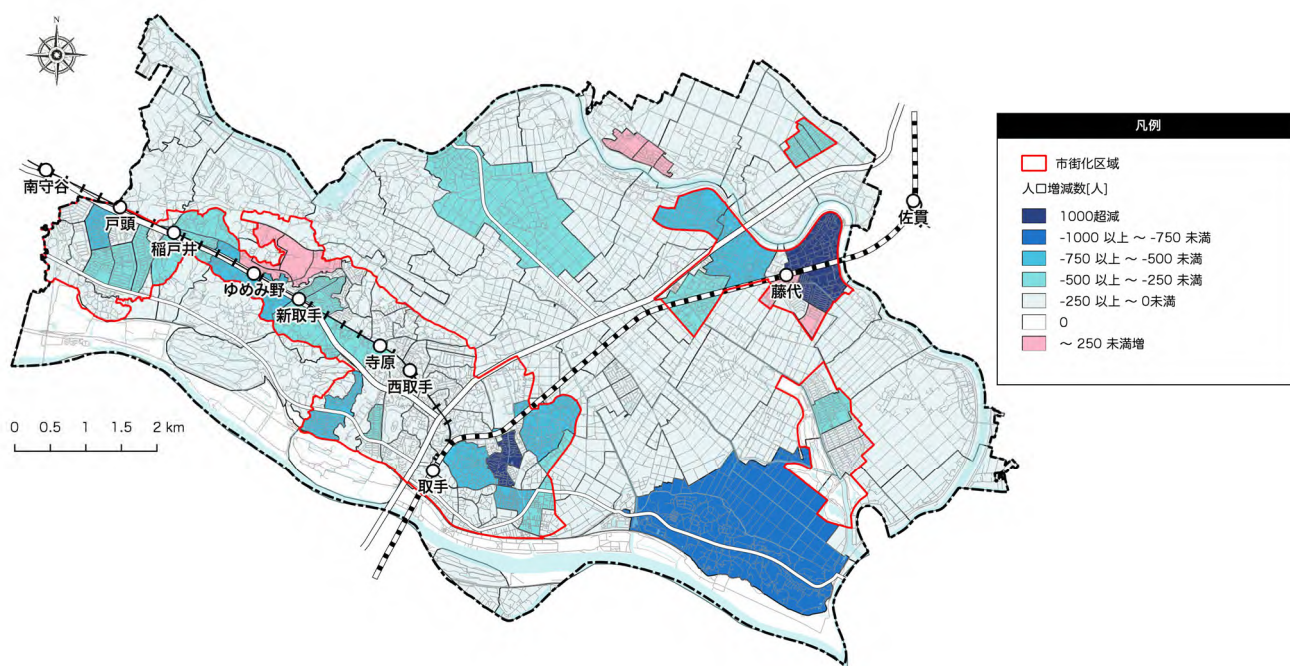 N
南守谷
戸頭
稲戸井
ゆめみ野
新取手
寺原
西取手
取手
藤代
佐貫
0 0.5 1 1.5 2 km
凡例
市街化区域
人口増減数[人]
1000超減
-1000 以上 ～ -750 未満
-750 以上 ～ -500 未満
-500 以上 ～ -250 未満
-250 以上 ～ 0未満
0
～ 250 未満増